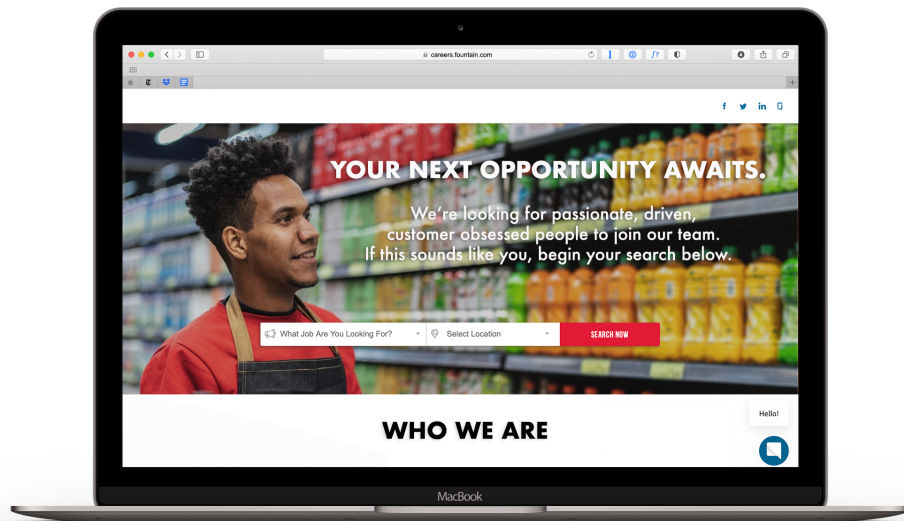 careers.fountain.com
YOUR NEXT OPPORTUNITY AWAITS.
We're looking for passionate, driven,
customer obsessed people to join our team.
If this sounds like you, begin your search below.
What Job Are You Looking For?
Select Location
SEARCH NOW
WHO WE ARE
Hello!
MacBook